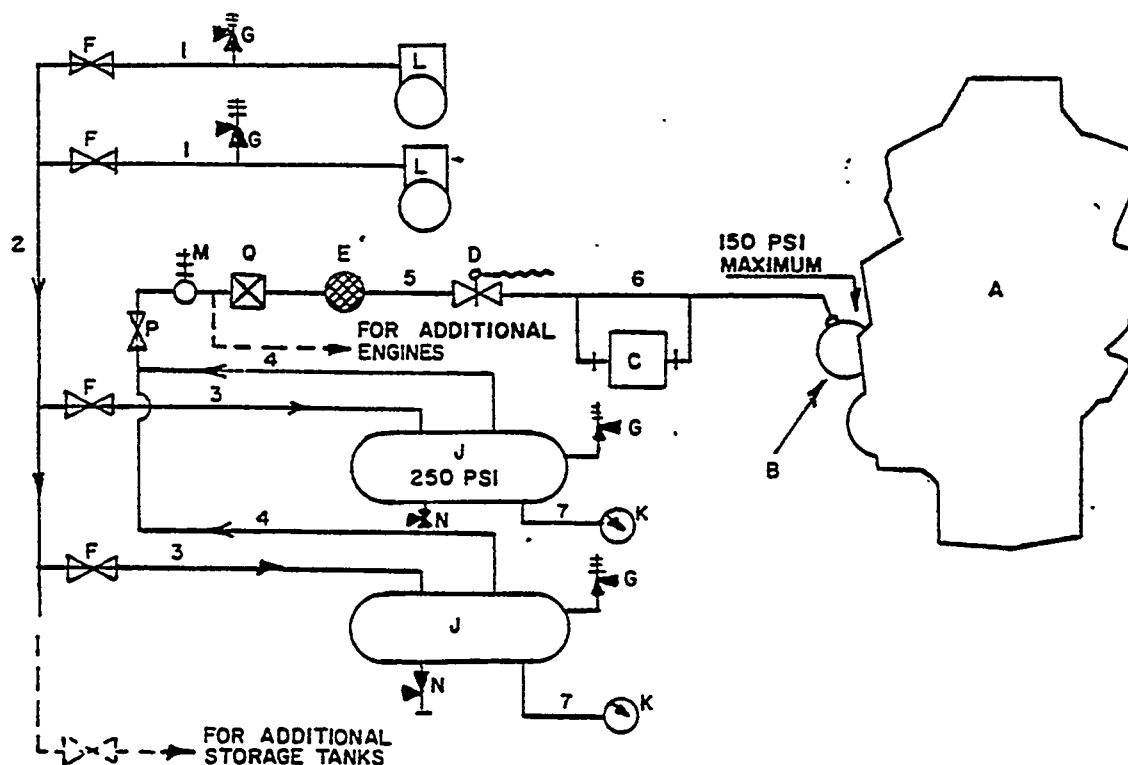 F
1
G
L
F
1
G
L
2
M
Q
E
D
5
6
150 PSI
MAXIMUM
A
P
FOR ADDITIONAL
ENGINES
4
C
F
3
B
J
250 PSI
G
N
7
K
4
F
3
G
J
N
7
K
FOR ADDITIONAL
STORAGE TANKS